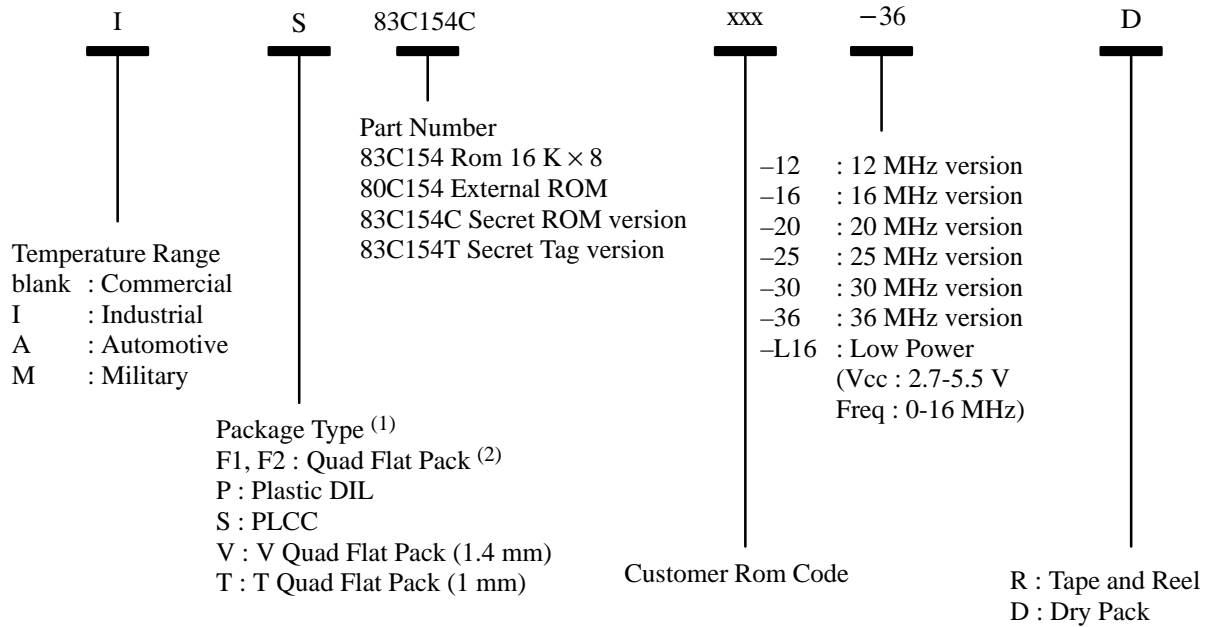 I S 83C154C xxx −36 D
Part Number
83C154 Rom 16 K × 8
80C154 External ROM
83C154C Secret ROM version
83C154T Secret Tag version
–12 : 12 MHz version
–16 : 16 MHz version
–20 : 20 MHz version
–25 : 25 MHz version
–30 : 30 MHz version
–36 : 36 MHz version
–L16 : Low Power
(Vcc : 2.7-5.5 V
Freq : 0-16 MHz)
Temperature Range
blank : Commercial
I : Industrial
A : Automotive
M : Military
Package Type (1)
F1, F2 : Quad Flat Pack (2)
P : Plastic DIL
S : PLCC
V : V Quad Flat Pack (1.4 mm)
T : T Quad Flat Pack (1 mm)
Customer Rom Code
R : Tape and Reel
D : Dry Pack